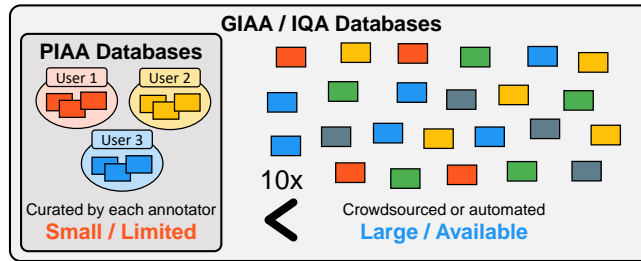 GIAA / IQA Databases
PIAA Databases
User 1
User 2
User 3
Curated by each annotator
Small / Limited
10x
<
Crowdsourced or automated
Large / Available